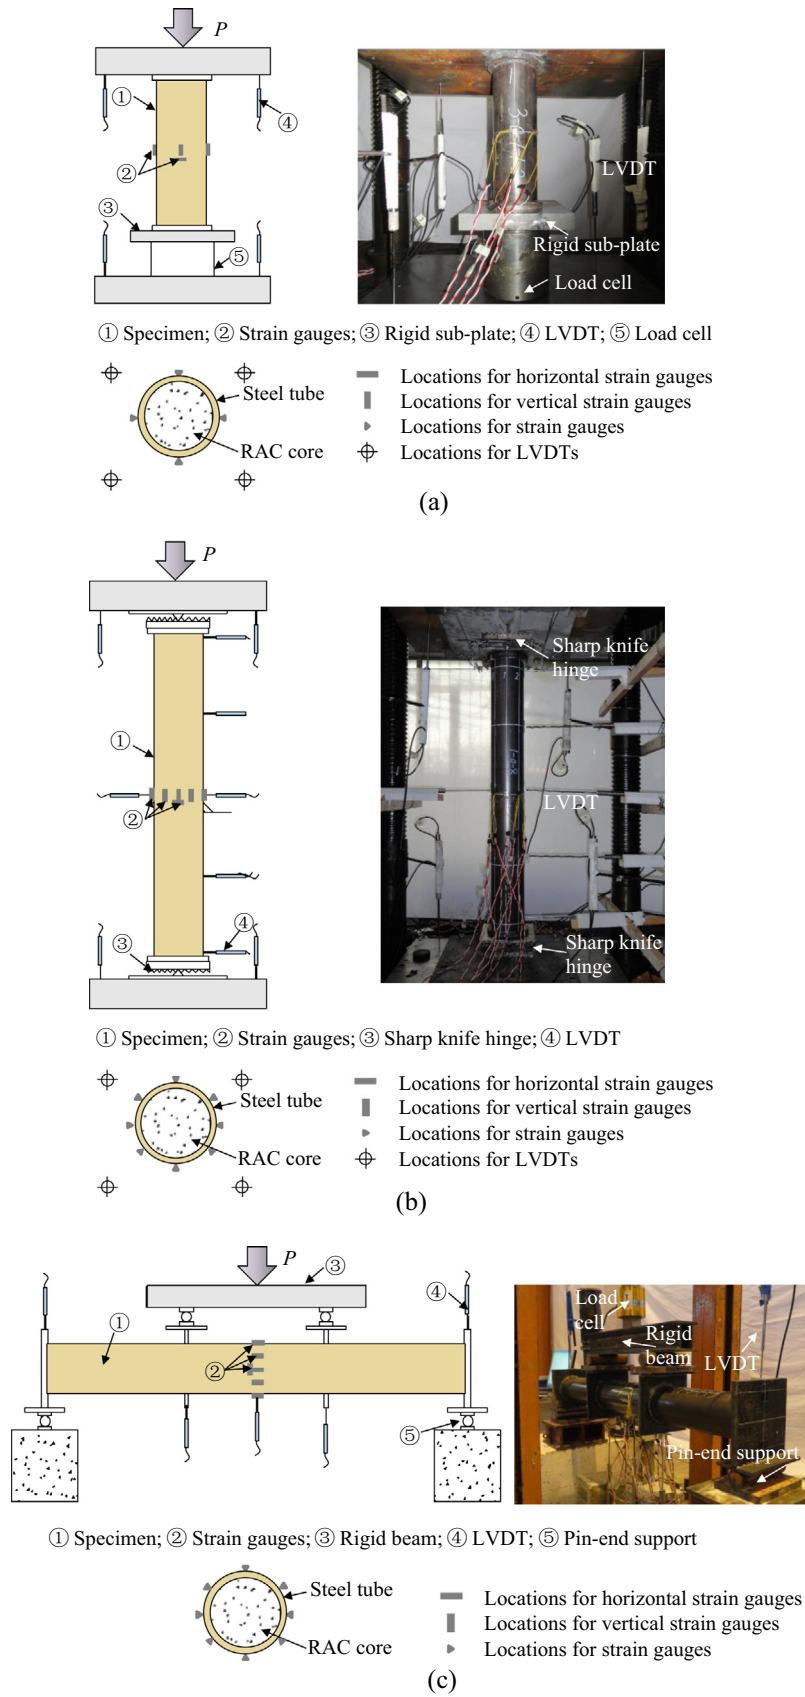 P
①
④
②
③
⑤
LVDT
Rigid sub-plate
Load cell
① Specimen; ② Strain gauges; ③ Rigid sub-plate; ④ LVDT; ⑤ Load cell
Steel tube
RAC core
Locations for horizontal strain gauges
Locations for vertical strain gauges
Locations for strain gauges
Locations for LVDTs
(a)
P
①
②
④
③
Sharp knife
hinge
LVDT
Sharp knife
hinge
① Specimen; ② Strain gauges; ③ Sharp knife hinge; ④ LVDT
Steel tube
RAC core
Locations for horizontal strain gauges
Locations for vertical strain gauges
Locations for strain gauges
Locations for LVDTs
(b)
P
③
④
①
②
⑤
Load
cell
Rigid
beam
LVDT
Pin-end support
① Specimen; ② Strain gauges; ③ Rigid beam; ④ LVDT; ⑤ Pin-end support
Steel tube
RAC core
Locations for horizontal strain gauges
Locations for vertical strain gauges
Locations for strain gauges
(c)